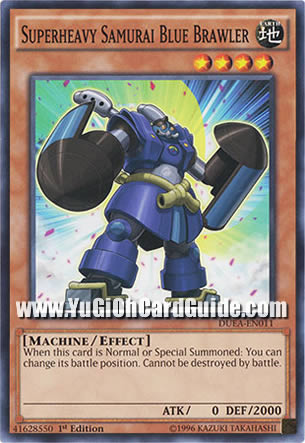 SUPERHEAVY SAMURAI BLUE BRAWLER
EARTH
地
www.YuGiOhCardGuide.com
DUEA-EN011
[MACHINE / EFFECT]
When this card is Normal or Special Summoned: You can
change its battle position. Cannot be destroyed by battle.
ATK/ 0 DEF/2000
41628550 1st Edition ©1996 KAZUKI TAKAHASHI